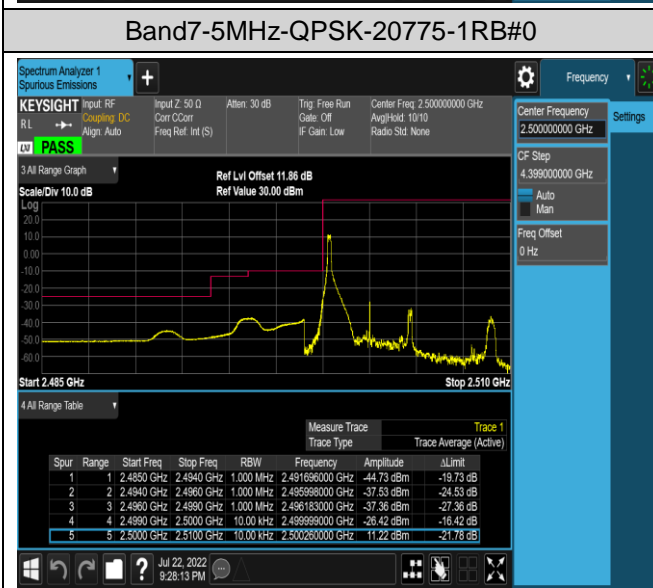 Band7-5MHz-QPSK-20775-1RB#0
Spectrum Analyzer 1
Spurious Emissions
Frequency
KEYSIGHT Input: RF Input Z: 50 Ω Atten: 30 dB Trig: Free Run Center Freq: 2.500000000 GHz
RL Coupling: DC Corr CCorr Gate: Off Avg|Hold: 10/10
Align: Auto Freq Ref: Int (S) IF Gain: Low Radio Std: None
LXI PASS
Center Frequency
2.500000000 GHz
Settings
CF Step
4.399000000 GHz
Auto
Man
Freq Offset
0 Hz
3 All Range Graph
Ref Lvl Offset 11.86 dB
Scale/Div 10.0 dB Ref Value 30.00 dBm
Log
20.0
10.0
0.00
-10.0
-20.0
-30.0
-40.0
-50.0
-60.0
Start 2.485 GHz Stop 2.510 GHz
4 All Range Table
Measure Trace Trace 1
Trace Type Trace Average (Active)
Spur Range Start Freq Stop Freq RBW Frequency Amplitude ΔLimit
1 1 2.4850 GHz 2.4940 GHz 1.000 MHz 2.491696000 GHz -44.73 dBm -19.73 dB
2 2 2.4940 GHz 2.4960 GHz 1.000 MHz 2.495998000 GHz -37.53 dBm -24.53 dB
3 3 2.4960 GHz 2.4990 GHz 1.000 MHz 2.496183000 GHz -37.36 dBm -27.36 dB
4 4 2.4990 GHz 2.5000 GHz 10.00 kHz 2.499999000 GHz -26.42 dBm -16.42 dB
5 5 2.5000 GHz 2.5100 GHz 10.00 kHz 2.500260000 GHz 11.22 dBm -21.78 dB
Jul 22, 2022
9:28:13 PM